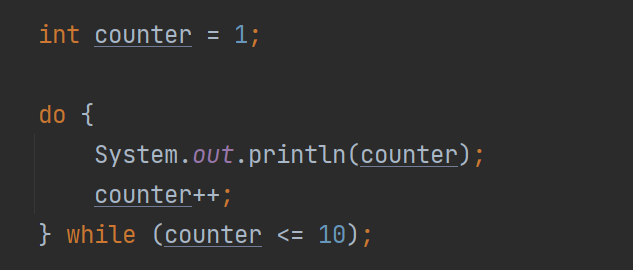 int counter = 1;
do {
System.out.println(counter);
counter++;
} while (counter <= 10);